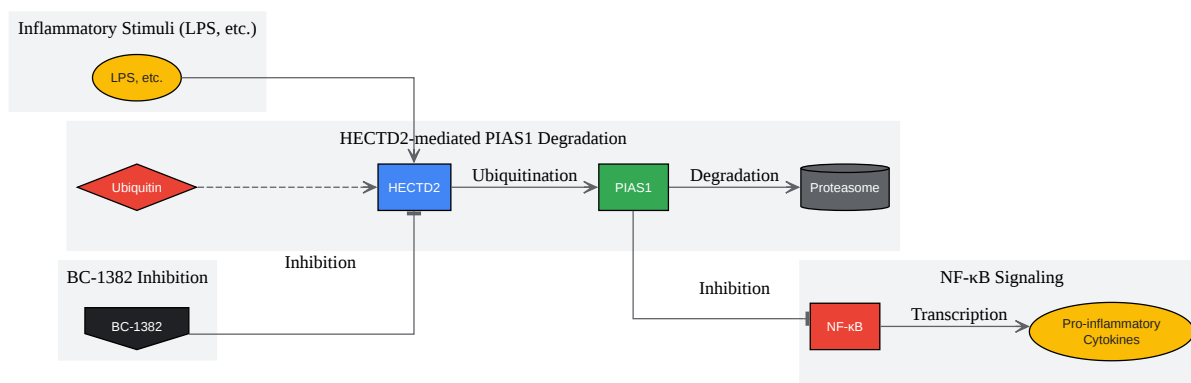 Inflammatory Stimuli (LPS, etc.)
LPS, etc.
HECTD2-mediated PIAS1 Degradation
Ubiquitin
HECTD2
Ubiquitination
PIAS1
Degradation
Proteasome
Inhibition
BC-1382 Inhibition
BC-1382
Inhibition
NF-κB Signaling
NF-κB
Transcription
Pro-inflammatory
Cytokines